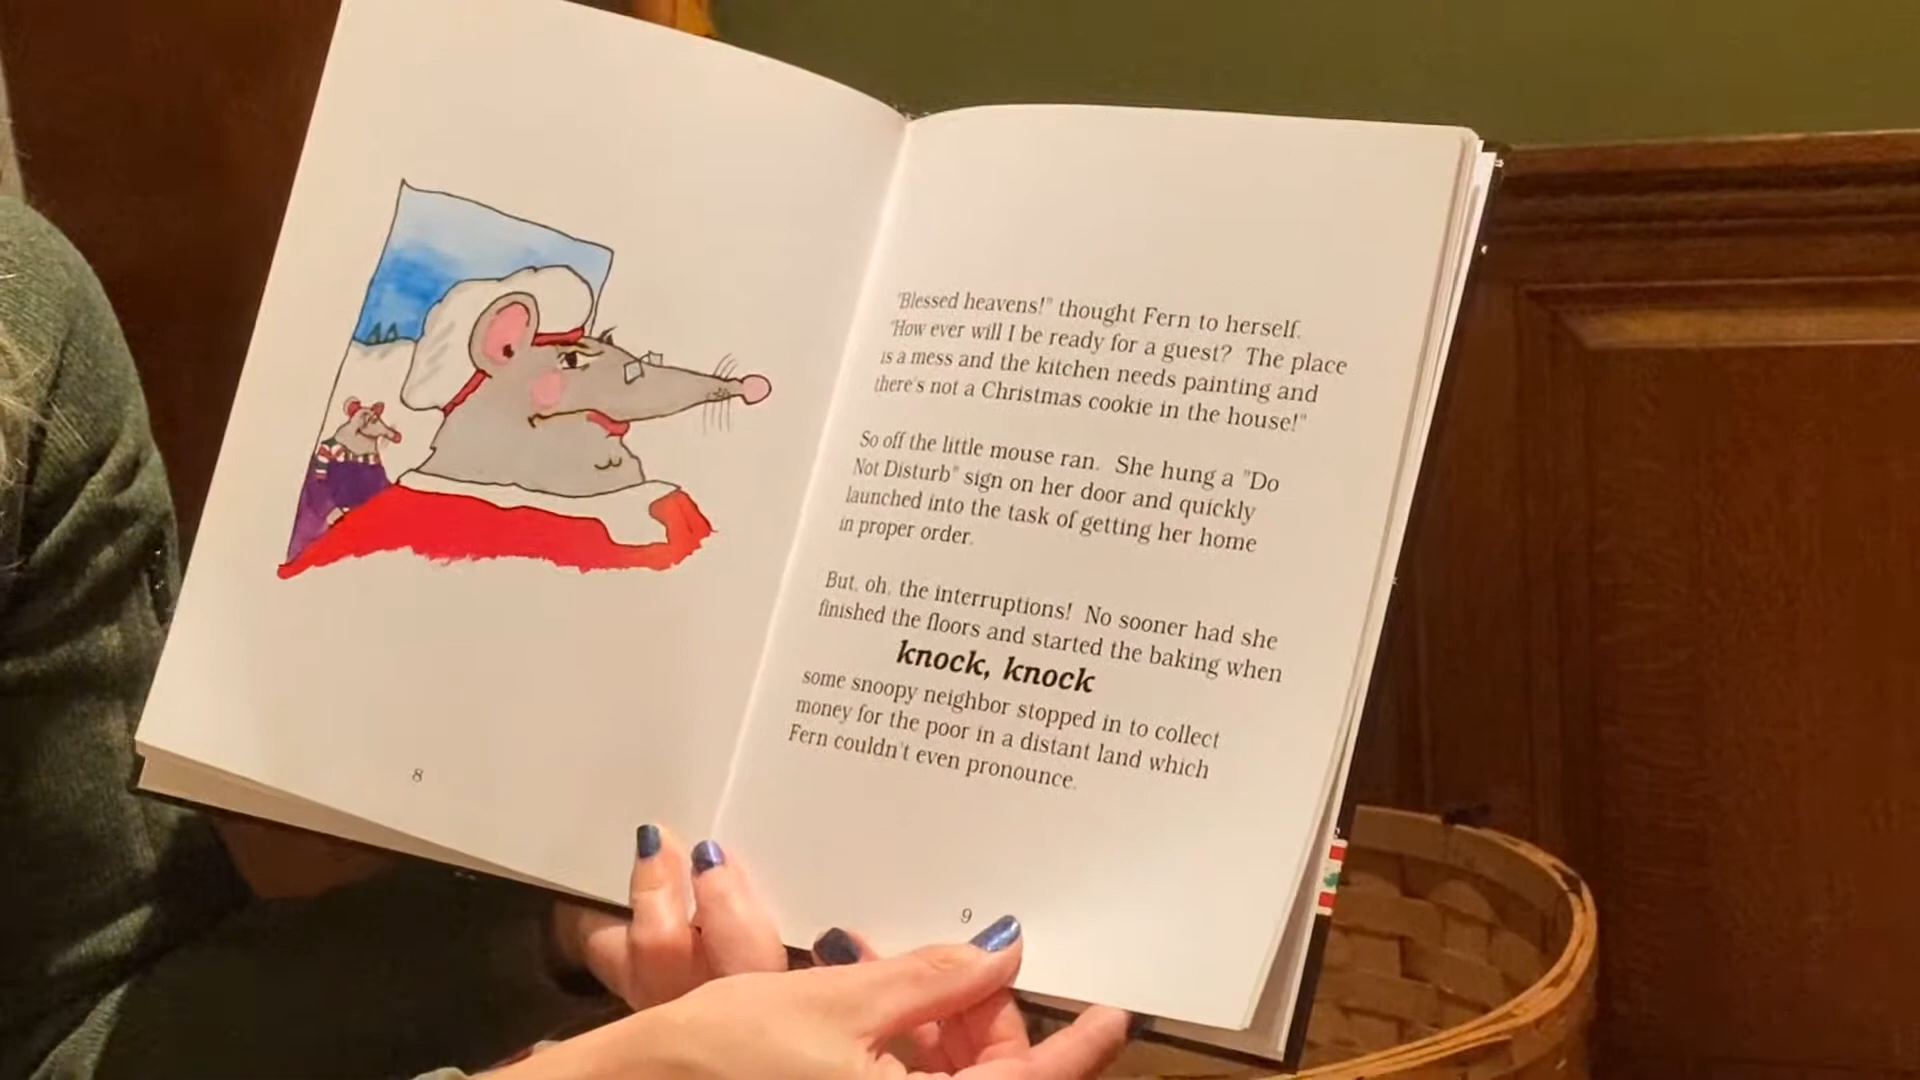 "Blessed heavens!" thought Fern to herself.
"How ever will I be ready for a guest? The place
is a mess and the kitchen needs painting and
there's not a Christmas cookie in the house!"
So off the little mouse ran. She hung a "Do
Not Disturb" sign on her door and quickly
launched into the task of getting her home
in proper order.
But, oh, the interruptions! No sooner had she
finished the floors and started the baking when
knock, knock
some snoopy neighbor stopped in to collect
money for the poor in a distant land which
Fern couldn't even pronounce.
8
9